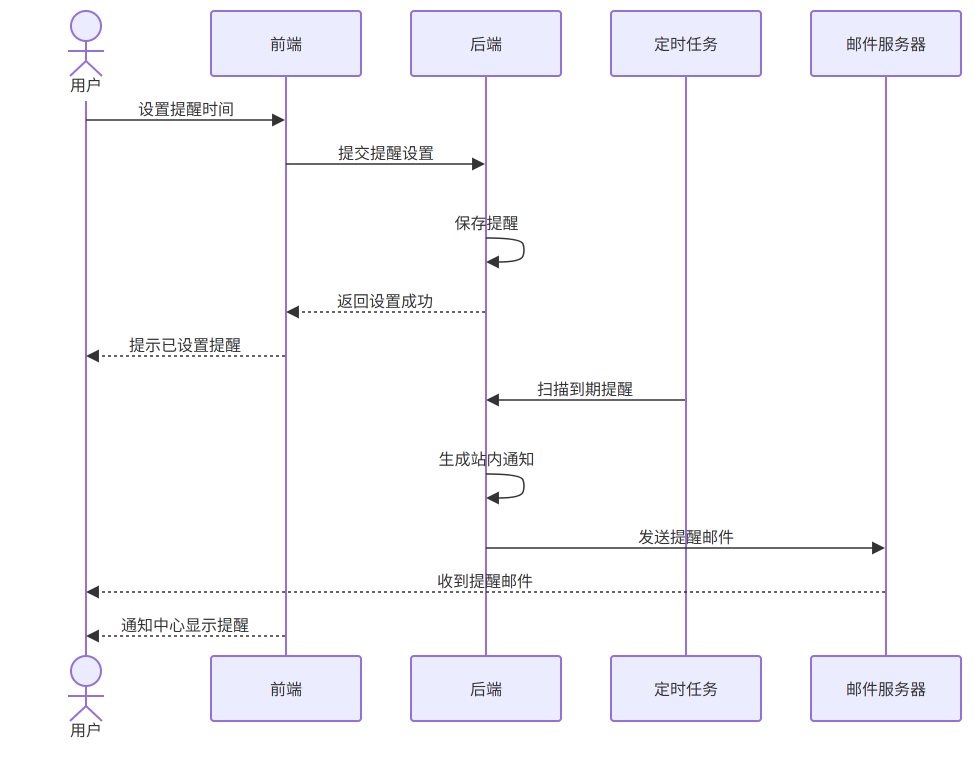 用户
前端
后端
定时任务
邮件服务器
设置提醒时间
提交提醒设置
保存提醒
返回设置成功
提示已设置提醒
扫描到期提醒
生成站内通知
发送提醒邮件
收到提醒邮件
通知中心显示提醒
用户
前端
后端
定时任务
邮件服务器